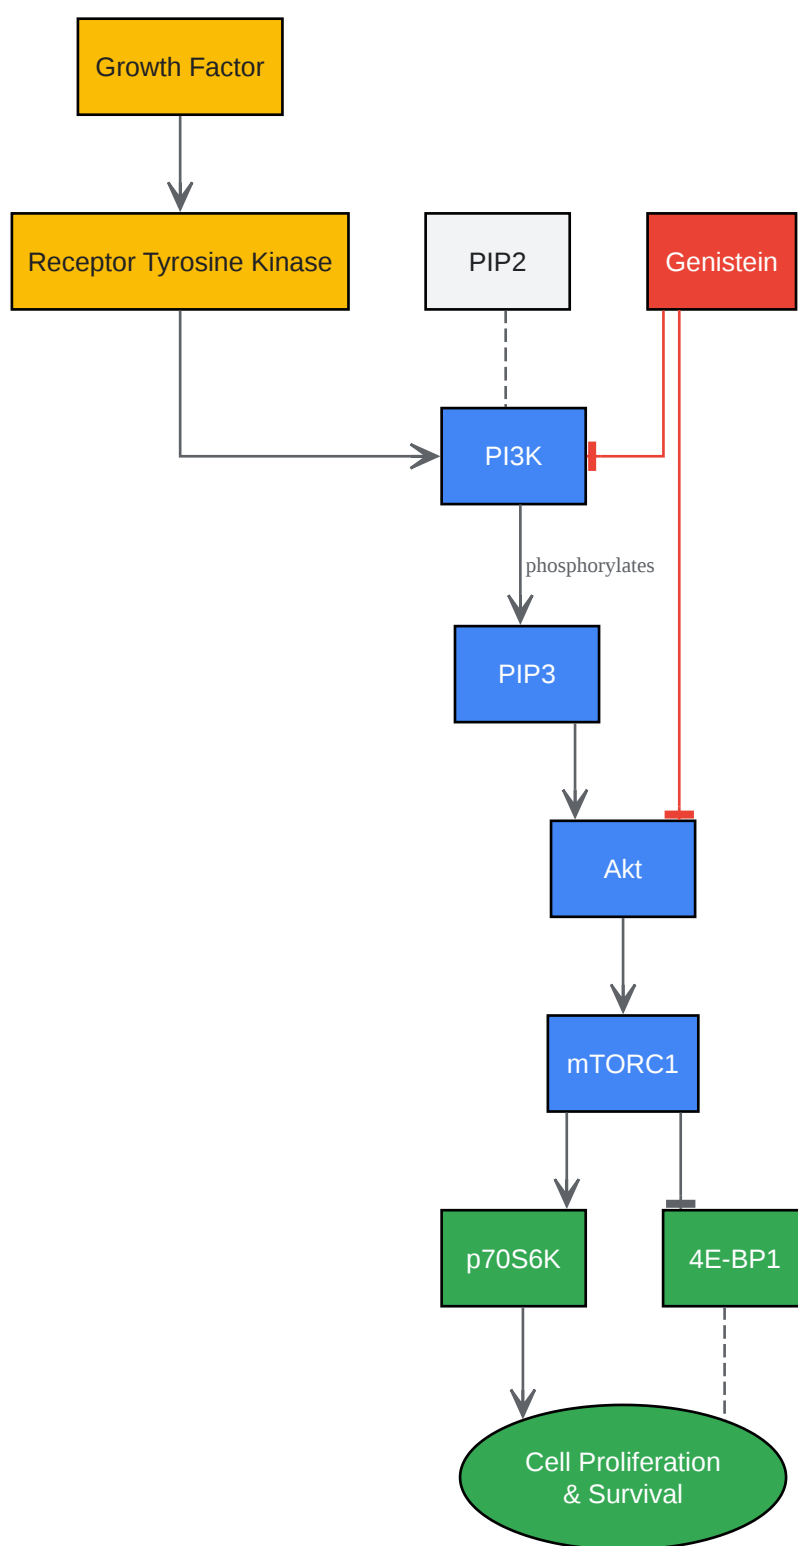 Growth Factor
Receptor Tyrosine Kinase
PIP2
Genistein
PI3K
phosphorylates
PIP3
Akt
mTORC1
p70S6K
4E-BP1
Cell Proliferation
& Survival